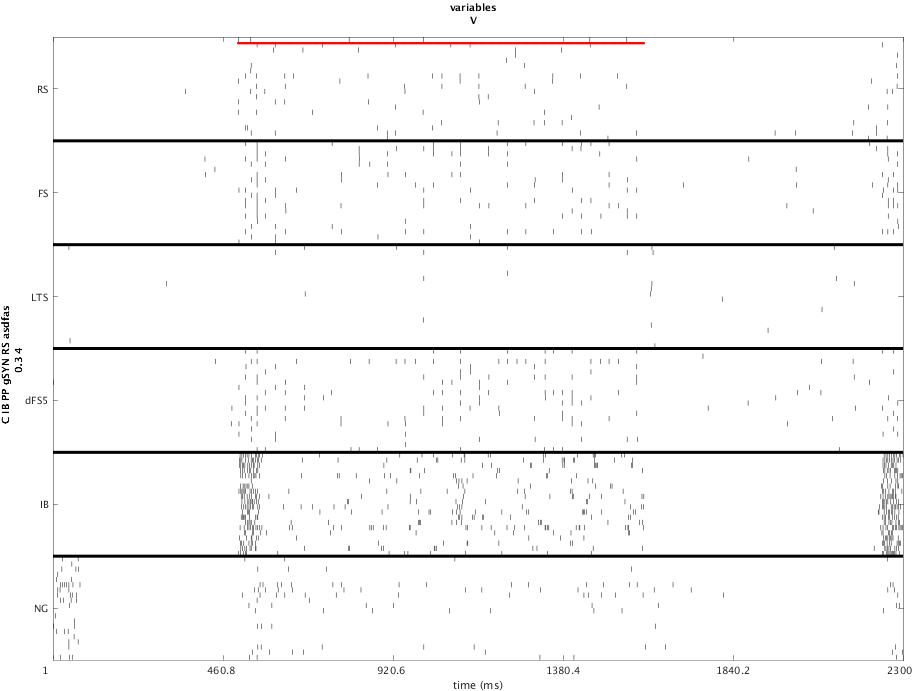 variables
V
RS
FS
LTS
dFS5
IB
NG
C IB PP gSYN RS asdfas
0.3 4
1
460.8
920.6
1380.4
1840.2
2300
time (ms)